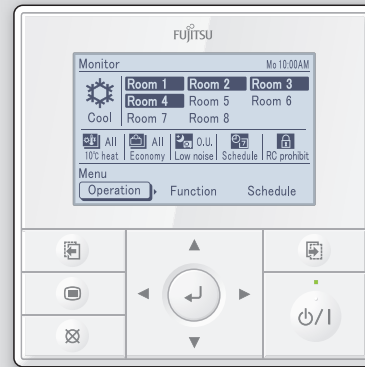 FUJITSU
Monitor Mo 10:00AM
Room 1 Room 2 Room 3
Room 4 Room 5 Room 6
Cool Room 7 Room 8
All All O.U.
10°C heat Economy Low noise Schedule RC prohibit
Menu
Operation Function Schedule